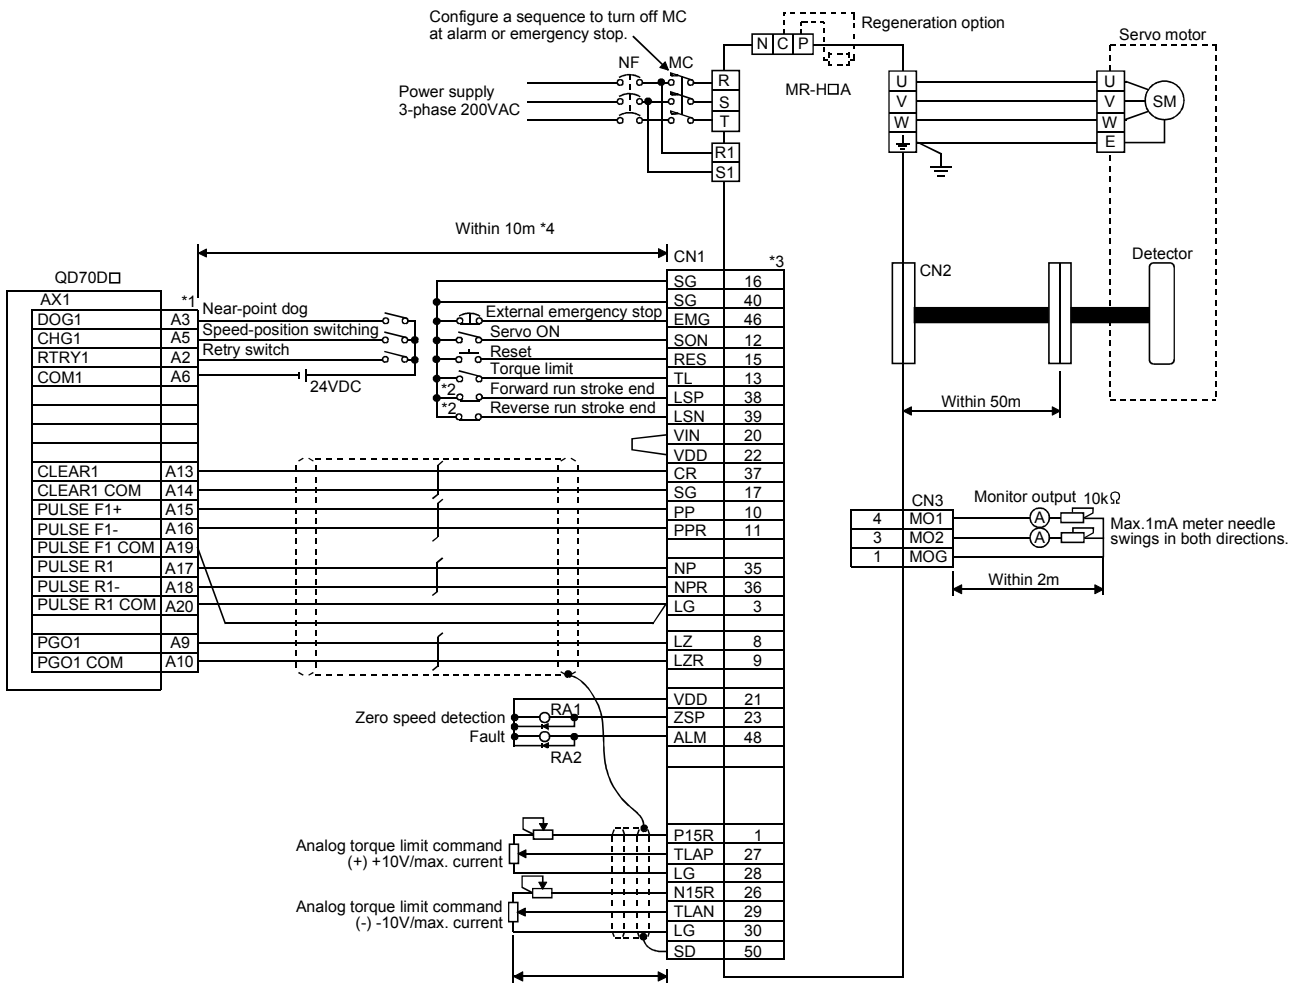 Configure a sequence to turn off MC
at alarm or emergency stop.
Regeneration option
N C P
MR-H□A
Servo motor
NF MC
Power supply
3-phase 200VAC
R
S
T
R1
S1
U
V
W
U
V
W
E
SM
Within 10m *4
CN1
*3
CN2
Detector
Within 50m
QD70D□
AX1 *1
DOG1 A3 Near-point dog
CHG1 A5 Speed-position switching
RTRY1 A2 Retry switch
COM1 A6
24VDC
SG 16
SG 40
External emergency stop EMG 46
Servo ON SON 12
Reset RES 15
Torque limit TL 13
*2 Forward run stroke end LSP 38
*2 Reverse run stroke end LSN 39
VIN 20
VDD 22
CLEAR1 A13 CR 37
CLEAR1 COM A14 SG 17
PULSE F1+ A15 PP 10
PULSE F1- A16 PPR 11
PULSE F1 COM A19
PULSE R1 A17 NP 35
PULSE R1- A18 NPR 36
PULSE R1 COM A20 LG 3
PGO1 A9 LZ 8
PGO1 COM A10 LZR 9
VDD 21
Zero speed detection RA1 ZSP 23
Fault ALM 48
RA2
Analog torque limit command
(+) +10V/max. current
P15R 1
TLAP 27
LG 28
Analog torque limit command
(-) -10V/max. current
N15R 26
TLAN 29
LG 30
SD 50
CN3
Monitor output 10kΩ
4 MO1 A
3 MO2 A
1 MOG
Max.1mA meter needle
swings in both directions.
Within 2m